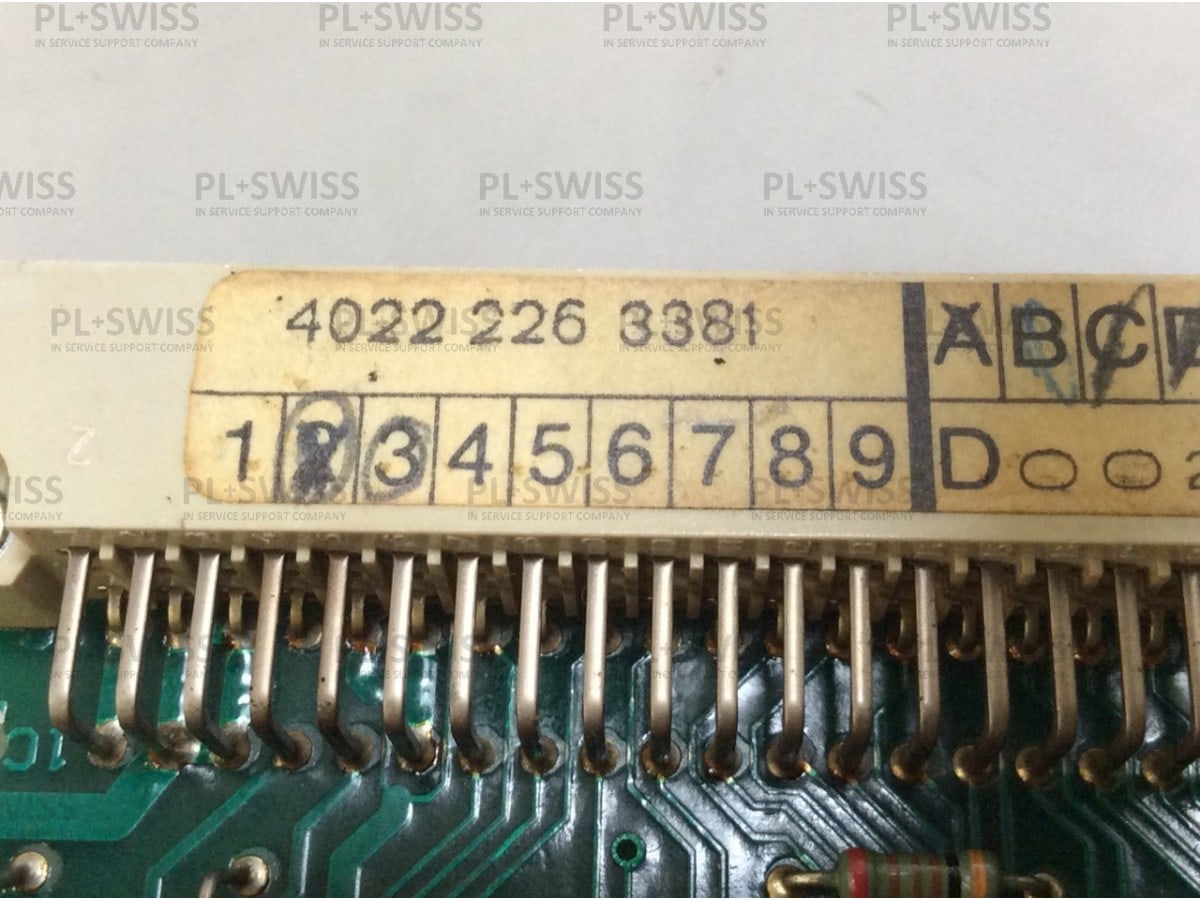 PL+SWISS PL+SWISS PL+SWISS PL+SWISS
IN SERVICE SUPPORT COMPANY IN SERVICE SUPPORT COMPANY IN SERVICE SUPPORT COMPANY IN SERVICE SUPPORT COMPANY
PL+SWISS PL+SWISS PL+SWISS
IN SERVICE SUPPORT COMPANY IN SERVICE SUPPORT COMPANY IN SERVICE SUPPORT COMPANY
4022 226 3381
A B C
1 2 3 4 5 6 7 8 9 D